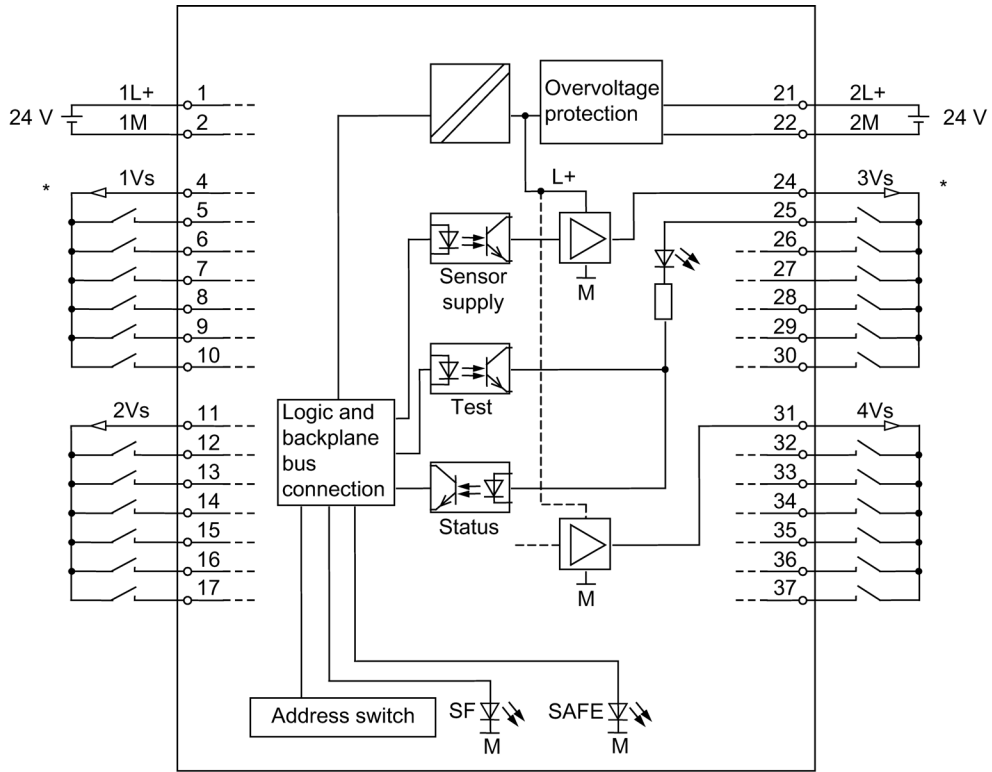 24 V
1L+
1M
1
2
Overvoltage
protection
21
22
2L+
2M
24 V
*
1Vs
4
5
6
7
8
9
10
L+
Sensor
supply
M
24
25
26
27
28
29
30
3Vs
*
Test
2Vs
11
12
13
14
15
16
17
Logic and
backplane
bus
connection
Status
M
31
32
33
34
35
36
37
4Vs
Address switch
SF
M
SAFE
M